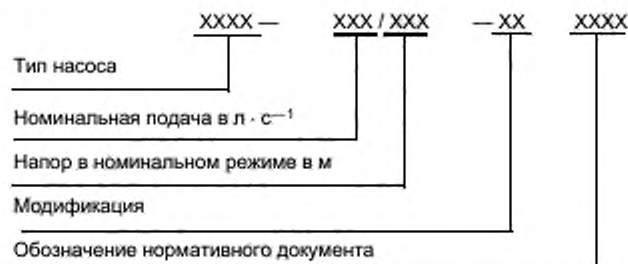 XXXX — XXX / XXX — XX XXXX
Тип насоса
Номинальная подача в л · с—1
Напор в номинальном режиме в м
Модификация
Обозначение нормативного документа